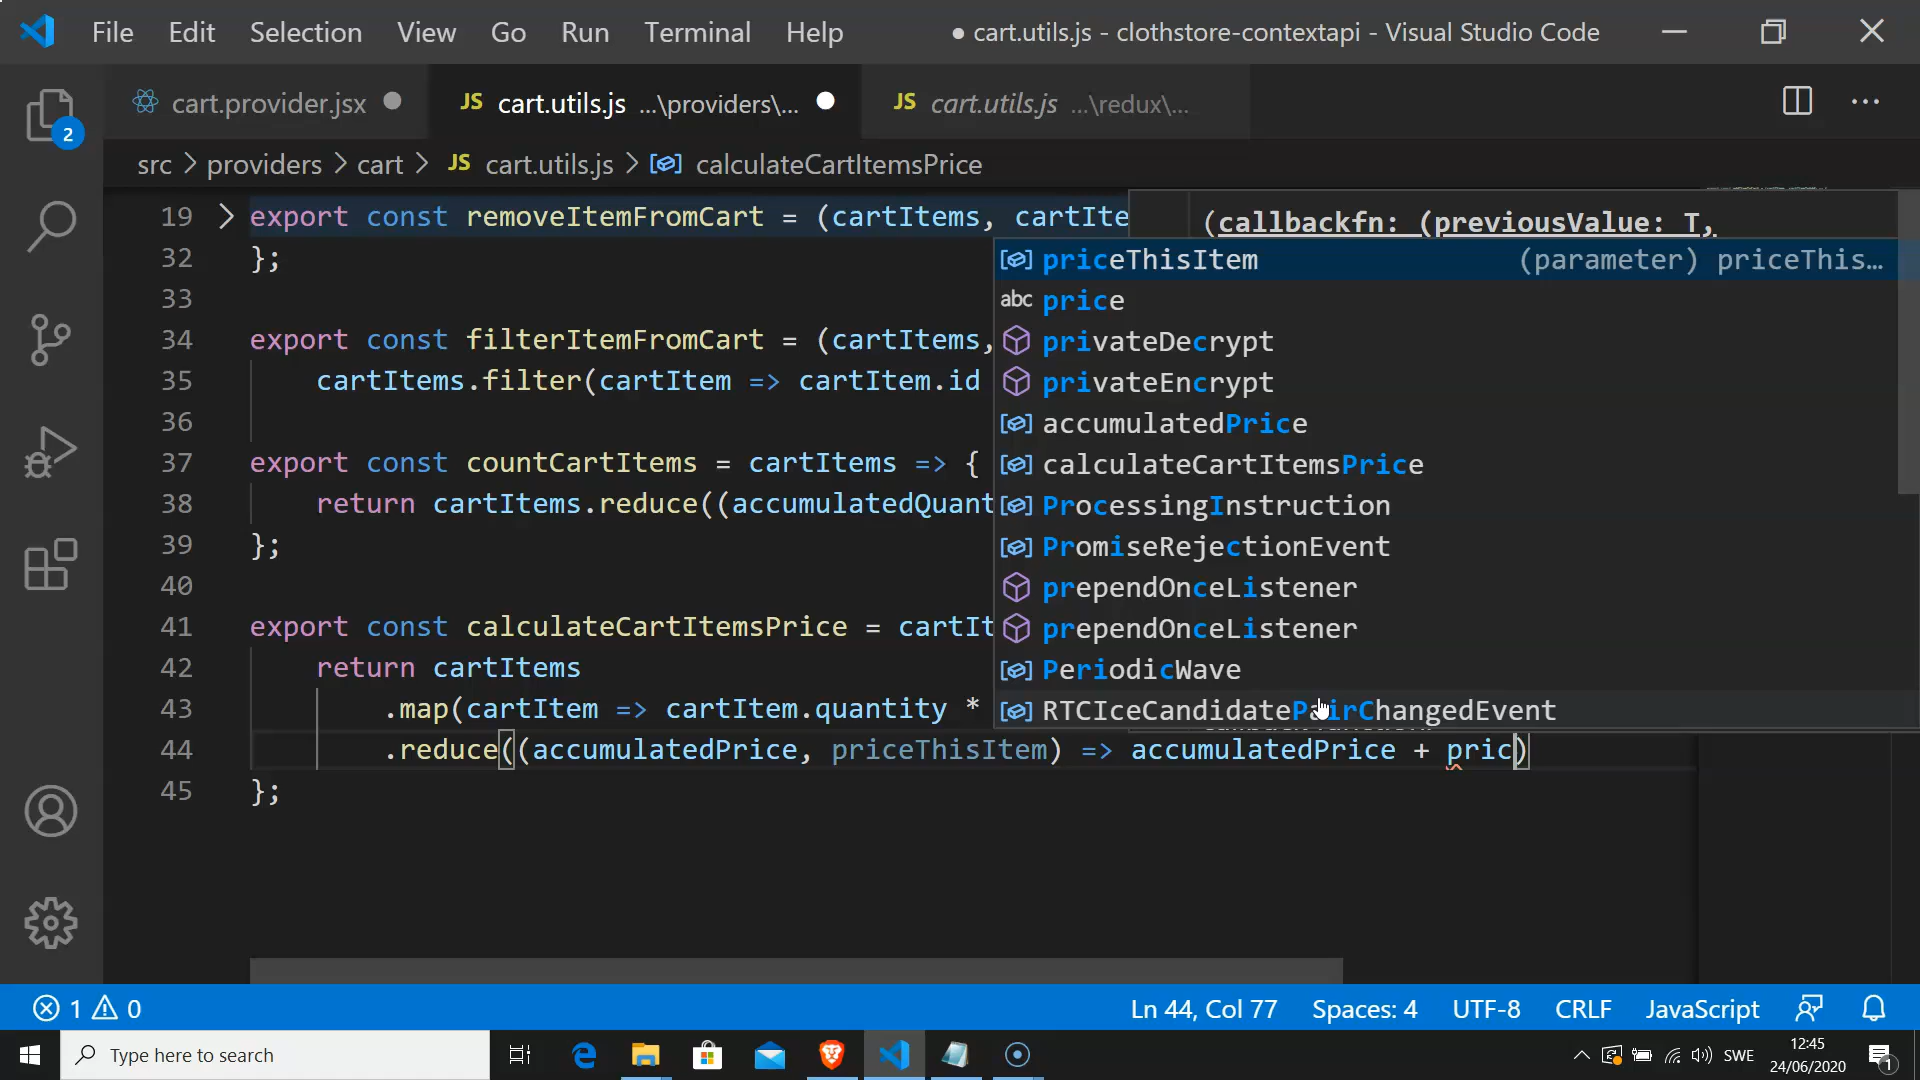 File Edit Selection View Go Run Terminal Help ● cart.utils.js - clothstore-contextapi - Visual Studio Code
cart.provider.jsx JS cart.utils.js ...\providers\... JS cart.utils.js ...\redux\...
2
src > providers > cart > JS cart.utils.js > calculateCartItemsPrice
19 export const removeItemFromCart = (cartItems, cartIte
(callbackfn: (previousValue: T,
32 };
33
34 export const filterItemFromCart = (cartItems,
35 cartItems.filter(cartItem => cartItem.id
36
37 export const countCartItems = cartItems => {
38 return cartItems.reduce((accumulatedQuant
39 };
40
41 export const calculateCartItemsPrice = cartIt
42 return cartItems
43 .map(cartItem => cartItem.quantity *
44 .reduce((accumulatedPrice, priceThisItem) => accumulatedPrice + pric)
45 };
priceThisItem (parameter) priceThis...
abc price
privateDecrypt
privateEncrypt
accumulatedPrice
calculateCartItemsPrice
ProcessingInstruction
PromiseRejectionEvent
prependOnceListener
prependOnceListener
PeriodicWave
RTCIceCandidatePairChangedEvent
1 0 Ln 44, Col 77 Spaces: 4 UTF-8 CRLF JavaScript
Type here to search SWE 12:45
24/06/2020
1